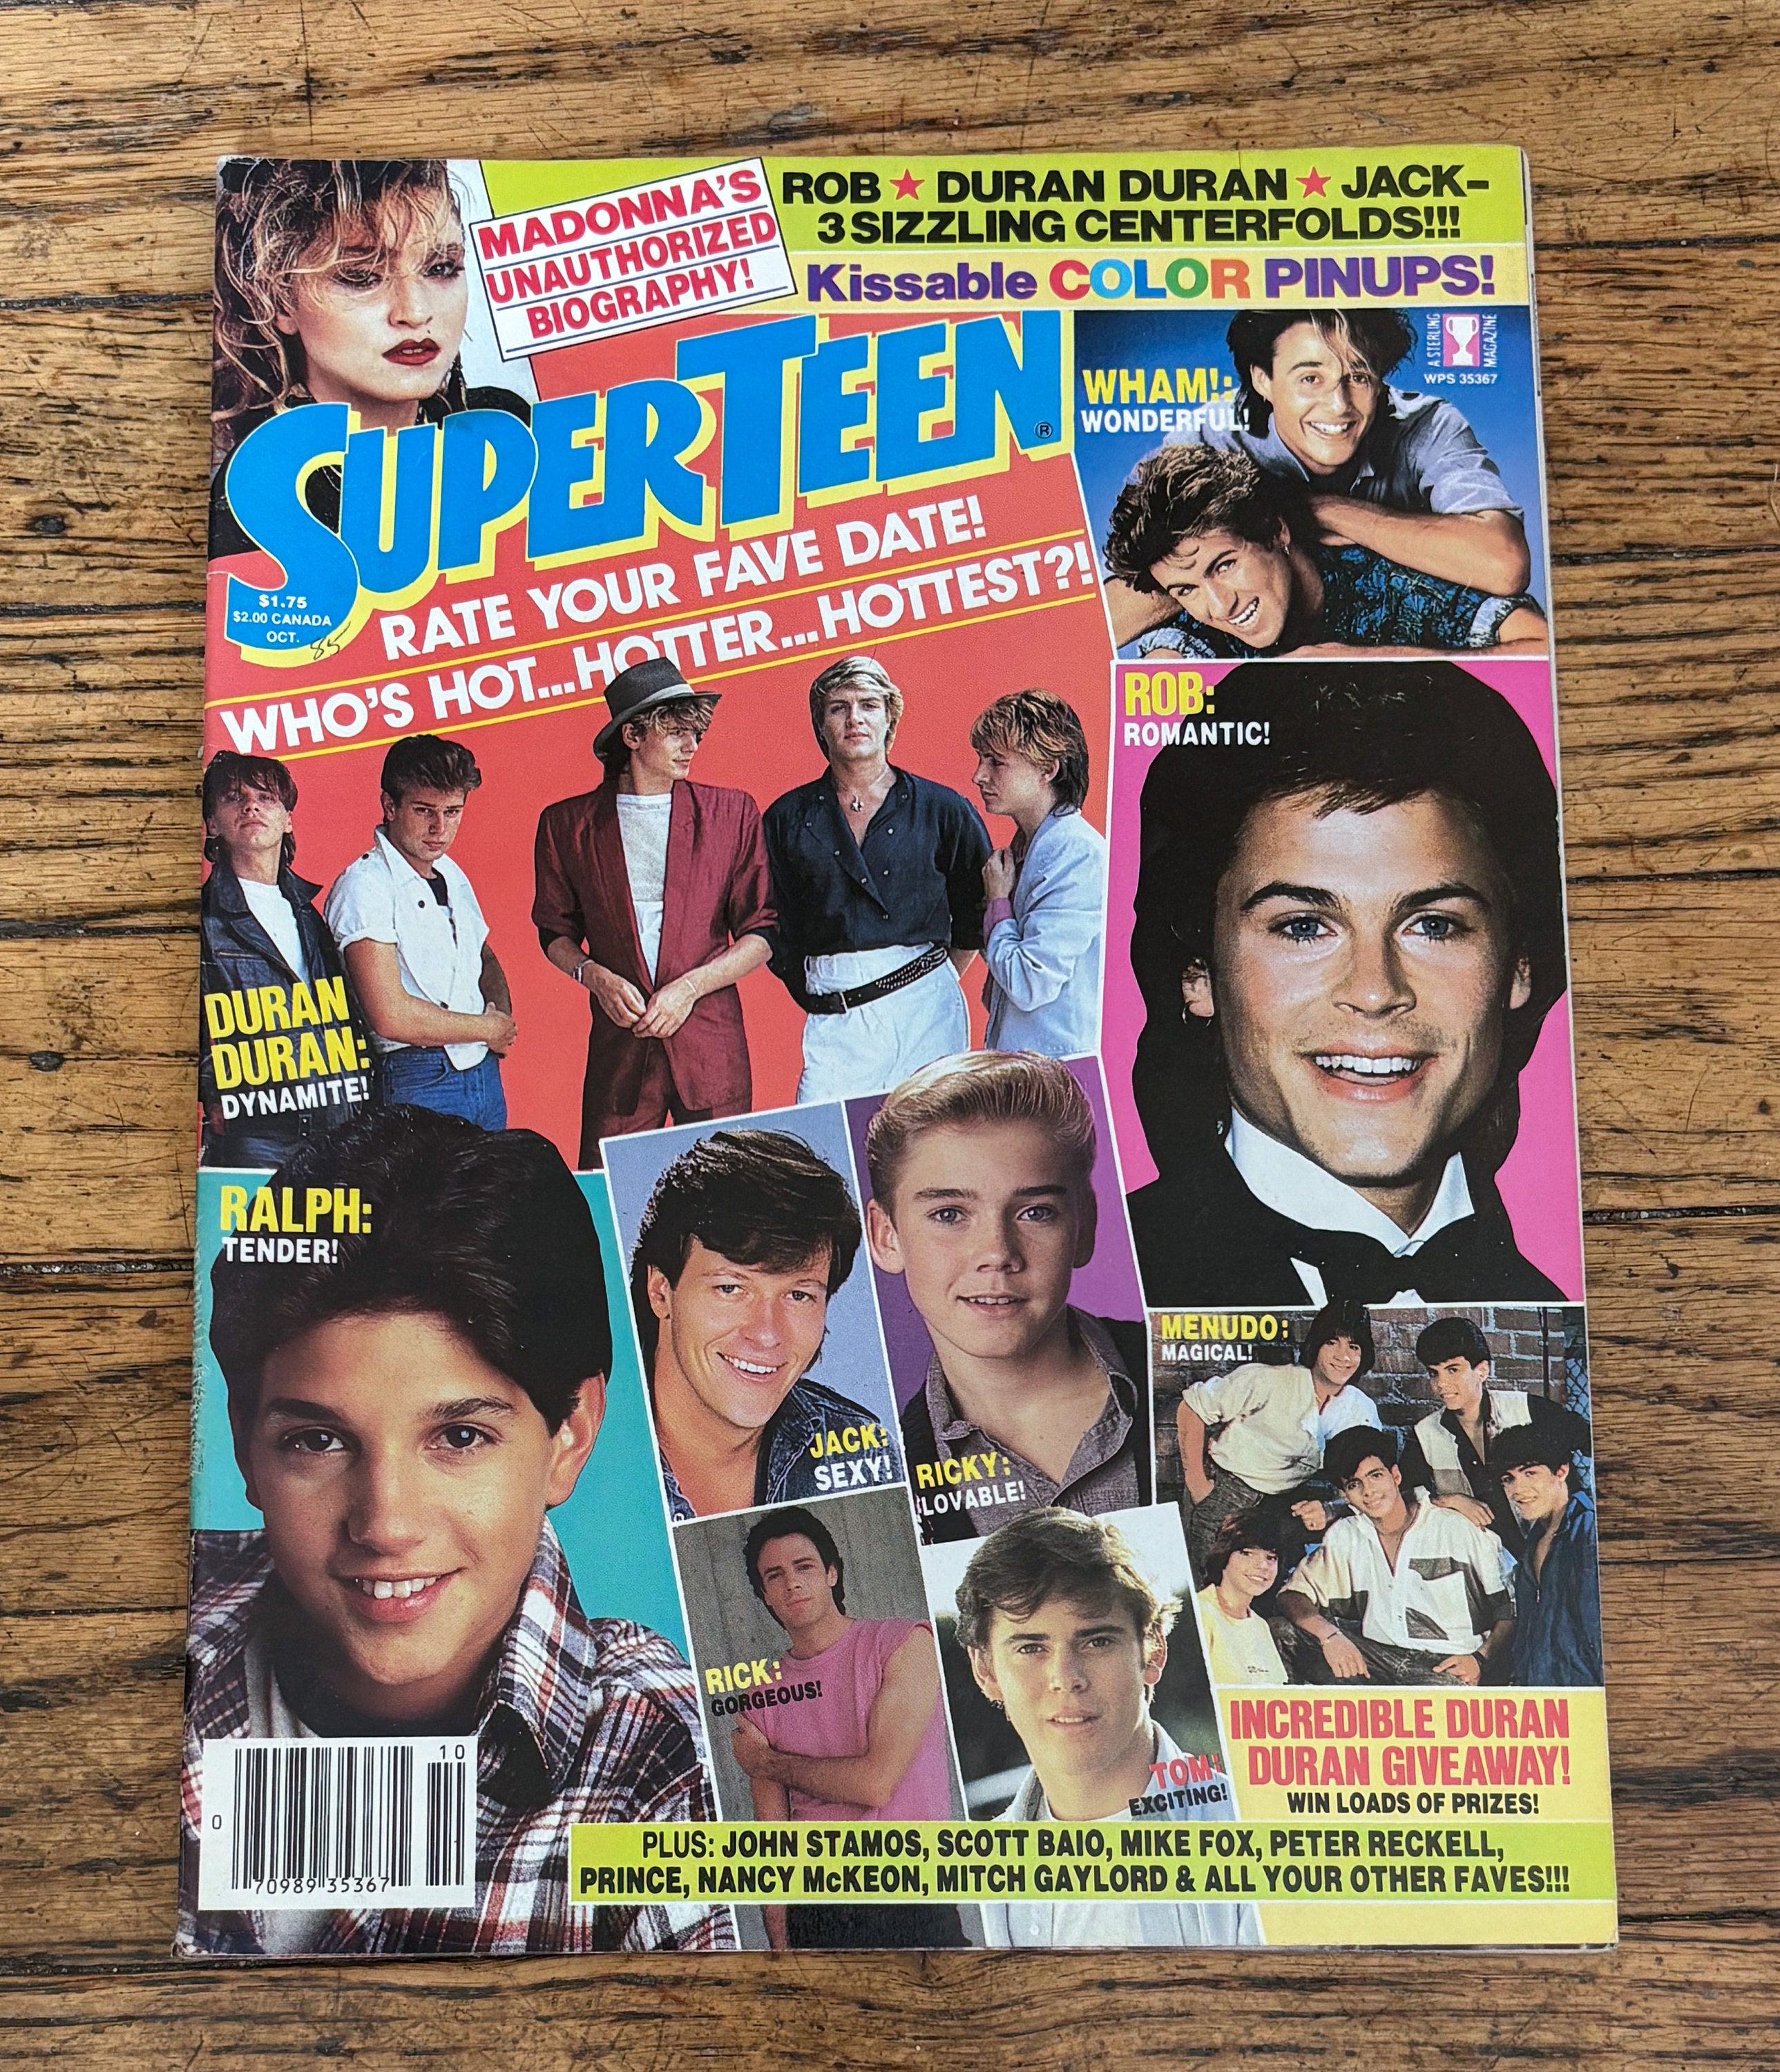 MADONNA'S
UNAUTHORIZED
BIOGRAPHY!
ROB ★ DURAN DURAN ★ JACK–
3 SIZZLING CENTERFOLDS!!!
Kissable COLOR PINUPS!
SUPERTEEN®
$1.75
$2.00 CANADA
OCT.
85
RATE YOUR FAVE DATE!
WHO'S HOT...HOTTER...HOTTEST?!
WHAM!:
WONDERFUL!
A STERLING
MAGAZINE
WPS 35367
ROB:
ROMANTIC!
DURAN
DURAN:
DYNAMITE!
RALPH:
TENDER!
JACK:
SEXY!
RICKY:
LOVABLE!
MENUDO:
MAGICAL!
RICK:
GORGEOUS!
TOM:
EXCITING!
INCREDIBLE DURAN
DURAN GIVEAWAY!
WIN LOADS OF PRIZES!
PLUS: JOHN STAMOS, SCOTT BAIO, MIKE FOX, PETER RECKELL,
PRINCE, NANCY McKEON, MITCH GAYLORD & ALL YOUR OTHER FAVES!!!
10
0
70989 35367